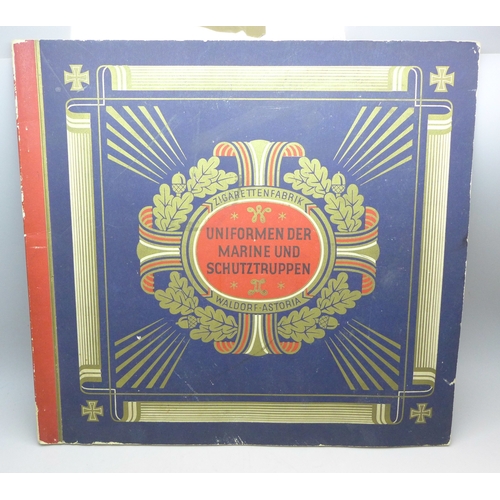 ZIGARETTENFABRIK
UNIFORMEN DER
MARINE UND
SCHUTZTRUPPEN
WALDORF-ASTORIA